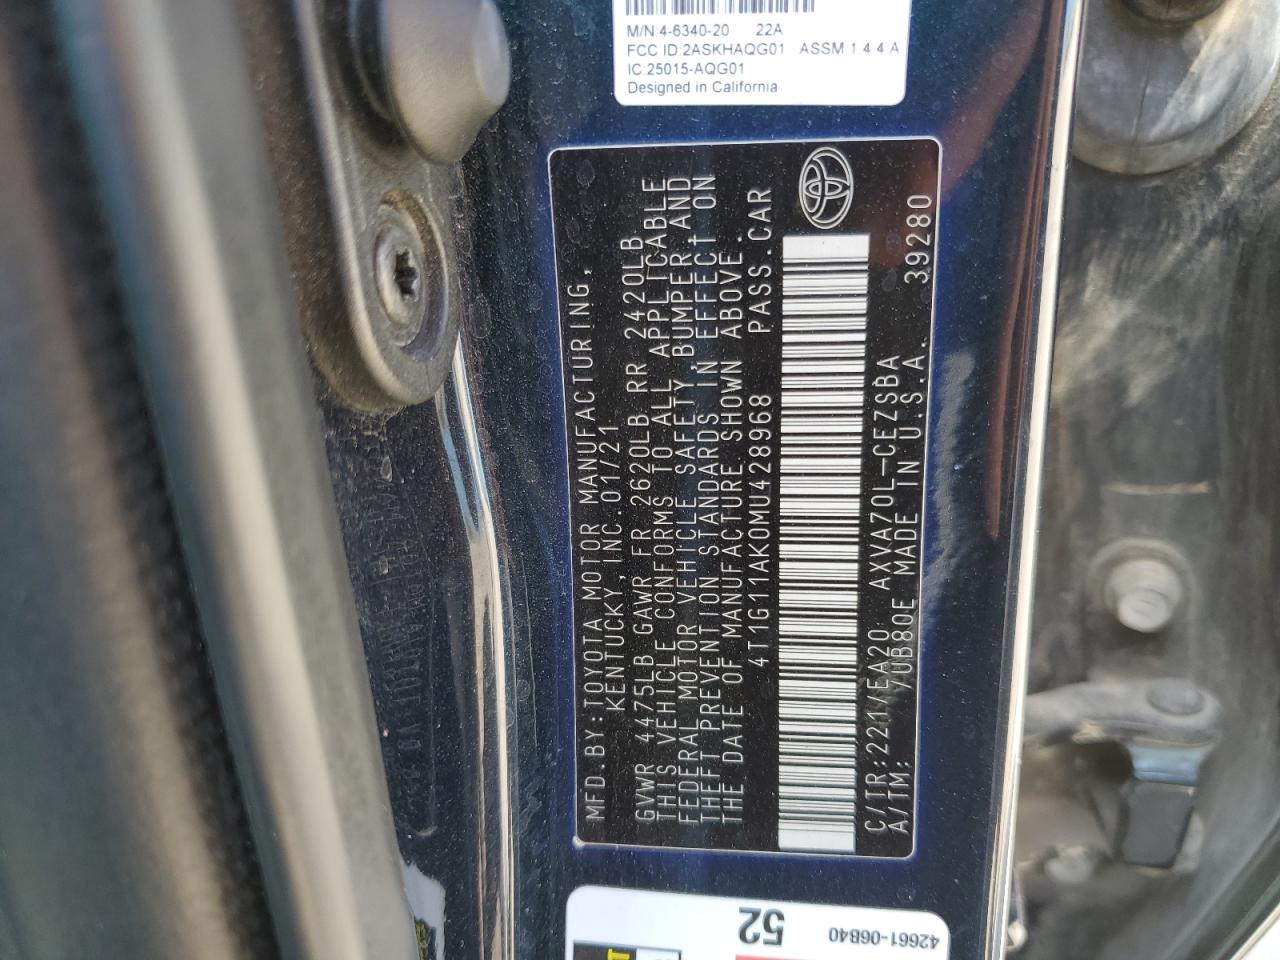 M/N:4-6340-20 22A
FCC ID:2ASKHAQG01 ASSM 1 4 4 A
IC:25015-AQG01
Designed in California
MFD.BY:TOYOTA MOTOR MANUFACTURING,
KENTUCKY, INC. 01/21
GVWR 4475LB GAWR FR 2620LB RR 2420LB
THIS VEHICLE CONFORMS TO ALL APPLICABLE
FEDERAL MOTOR VEHICLE SAFETY,BUMPER,AND
THEFT PREVENTION STANDARDS IN EFFECT ON
THE DATE OF MANUFACTURE SHOWN ABOVE.
4T1G11AK0MU428968 PASS.CAR
C/TR:221/EA20 AXVA70L-CEZSBA
A/TM: /UB80E MADE IN U.S.A. 39280
52
42661-06B40